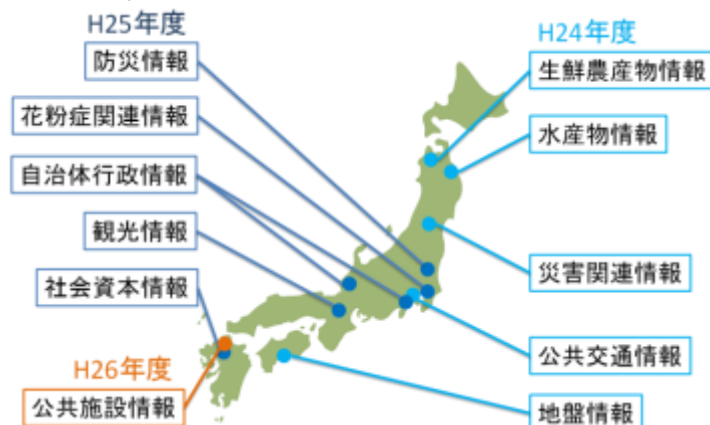 H25年度
防災情報
花粉症関連情報
自治体行政情報
観光情報
社会資本情報
H26年度
公共施設情報
H24年度
生鮮農産物情報
水産物情報
災害関連情報
公共交通情報
地盤情報